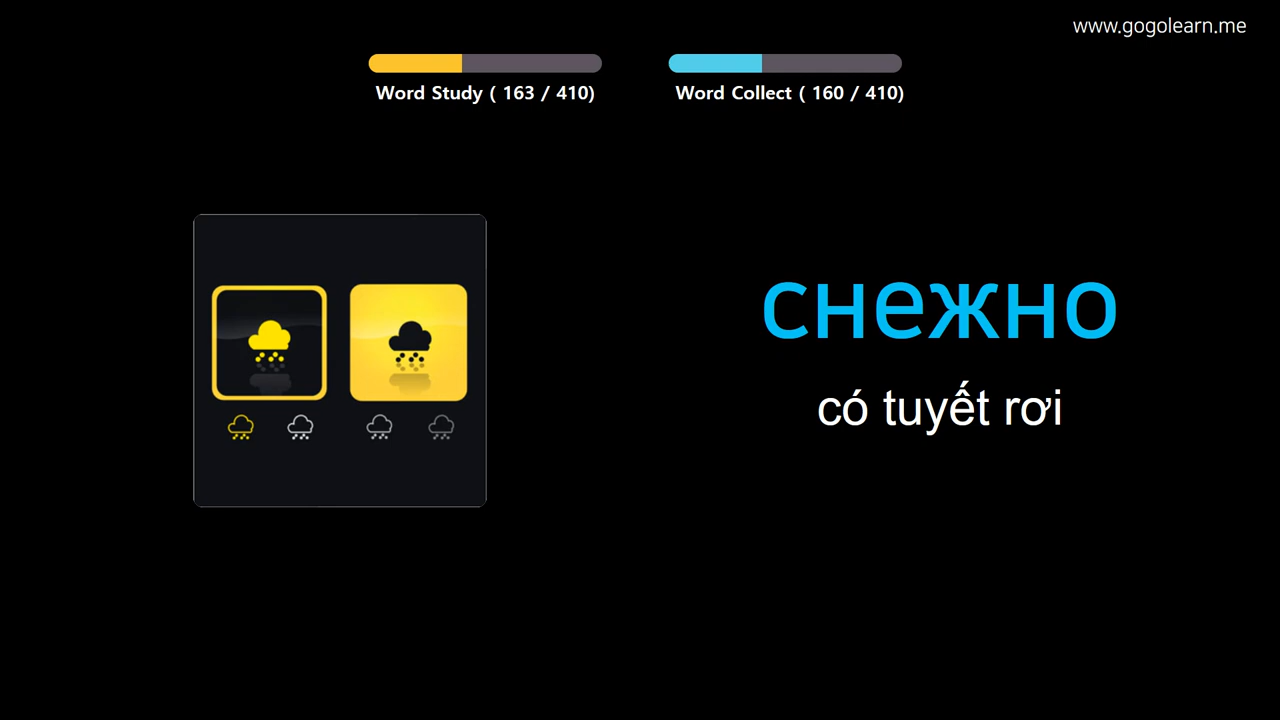 www.gogolearn.me
Word Study ( 163 / 410)
Word Collect ( 160 / 410)
снежно
có tuyết rơi